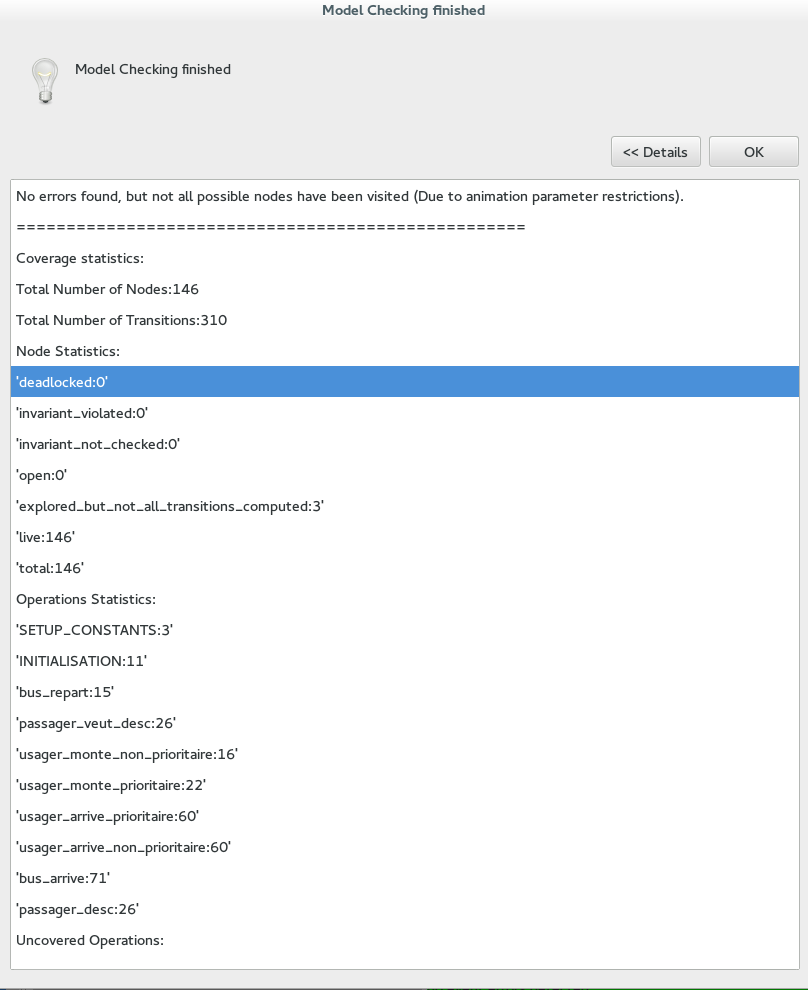 Model Checking finished
Model Checking finished
<< Details
OK
No errors found, but not all possible nodes have been visited (Due to animation parameter restrictions).
===================================================
Coverage statistics:
Total Number of Nodes:146
Total Number of Transitions:310
Node Statistics:
'deadlocked:0'
'invariant_violated:0'
'invariant_not_checked:0'
'open:0'
'explored_but_not_all_transitions_computed:3'
'live:146'
'total:146'
Operations Statistics:
'SETUP_CONSTANTS:3'
'INITIALISATION:11'
'bus_repart:15'
'passager_veut_desc:26'
'usager_monte_non_prioritaire:16'
'usager_monte_prioritaire:22'
'usager_arrive_prioritaire:60'
'usager_arrive_non_prioritaire:60'
'bus_arrive:71'
'passager_desc:26'
Uncovered Operations: